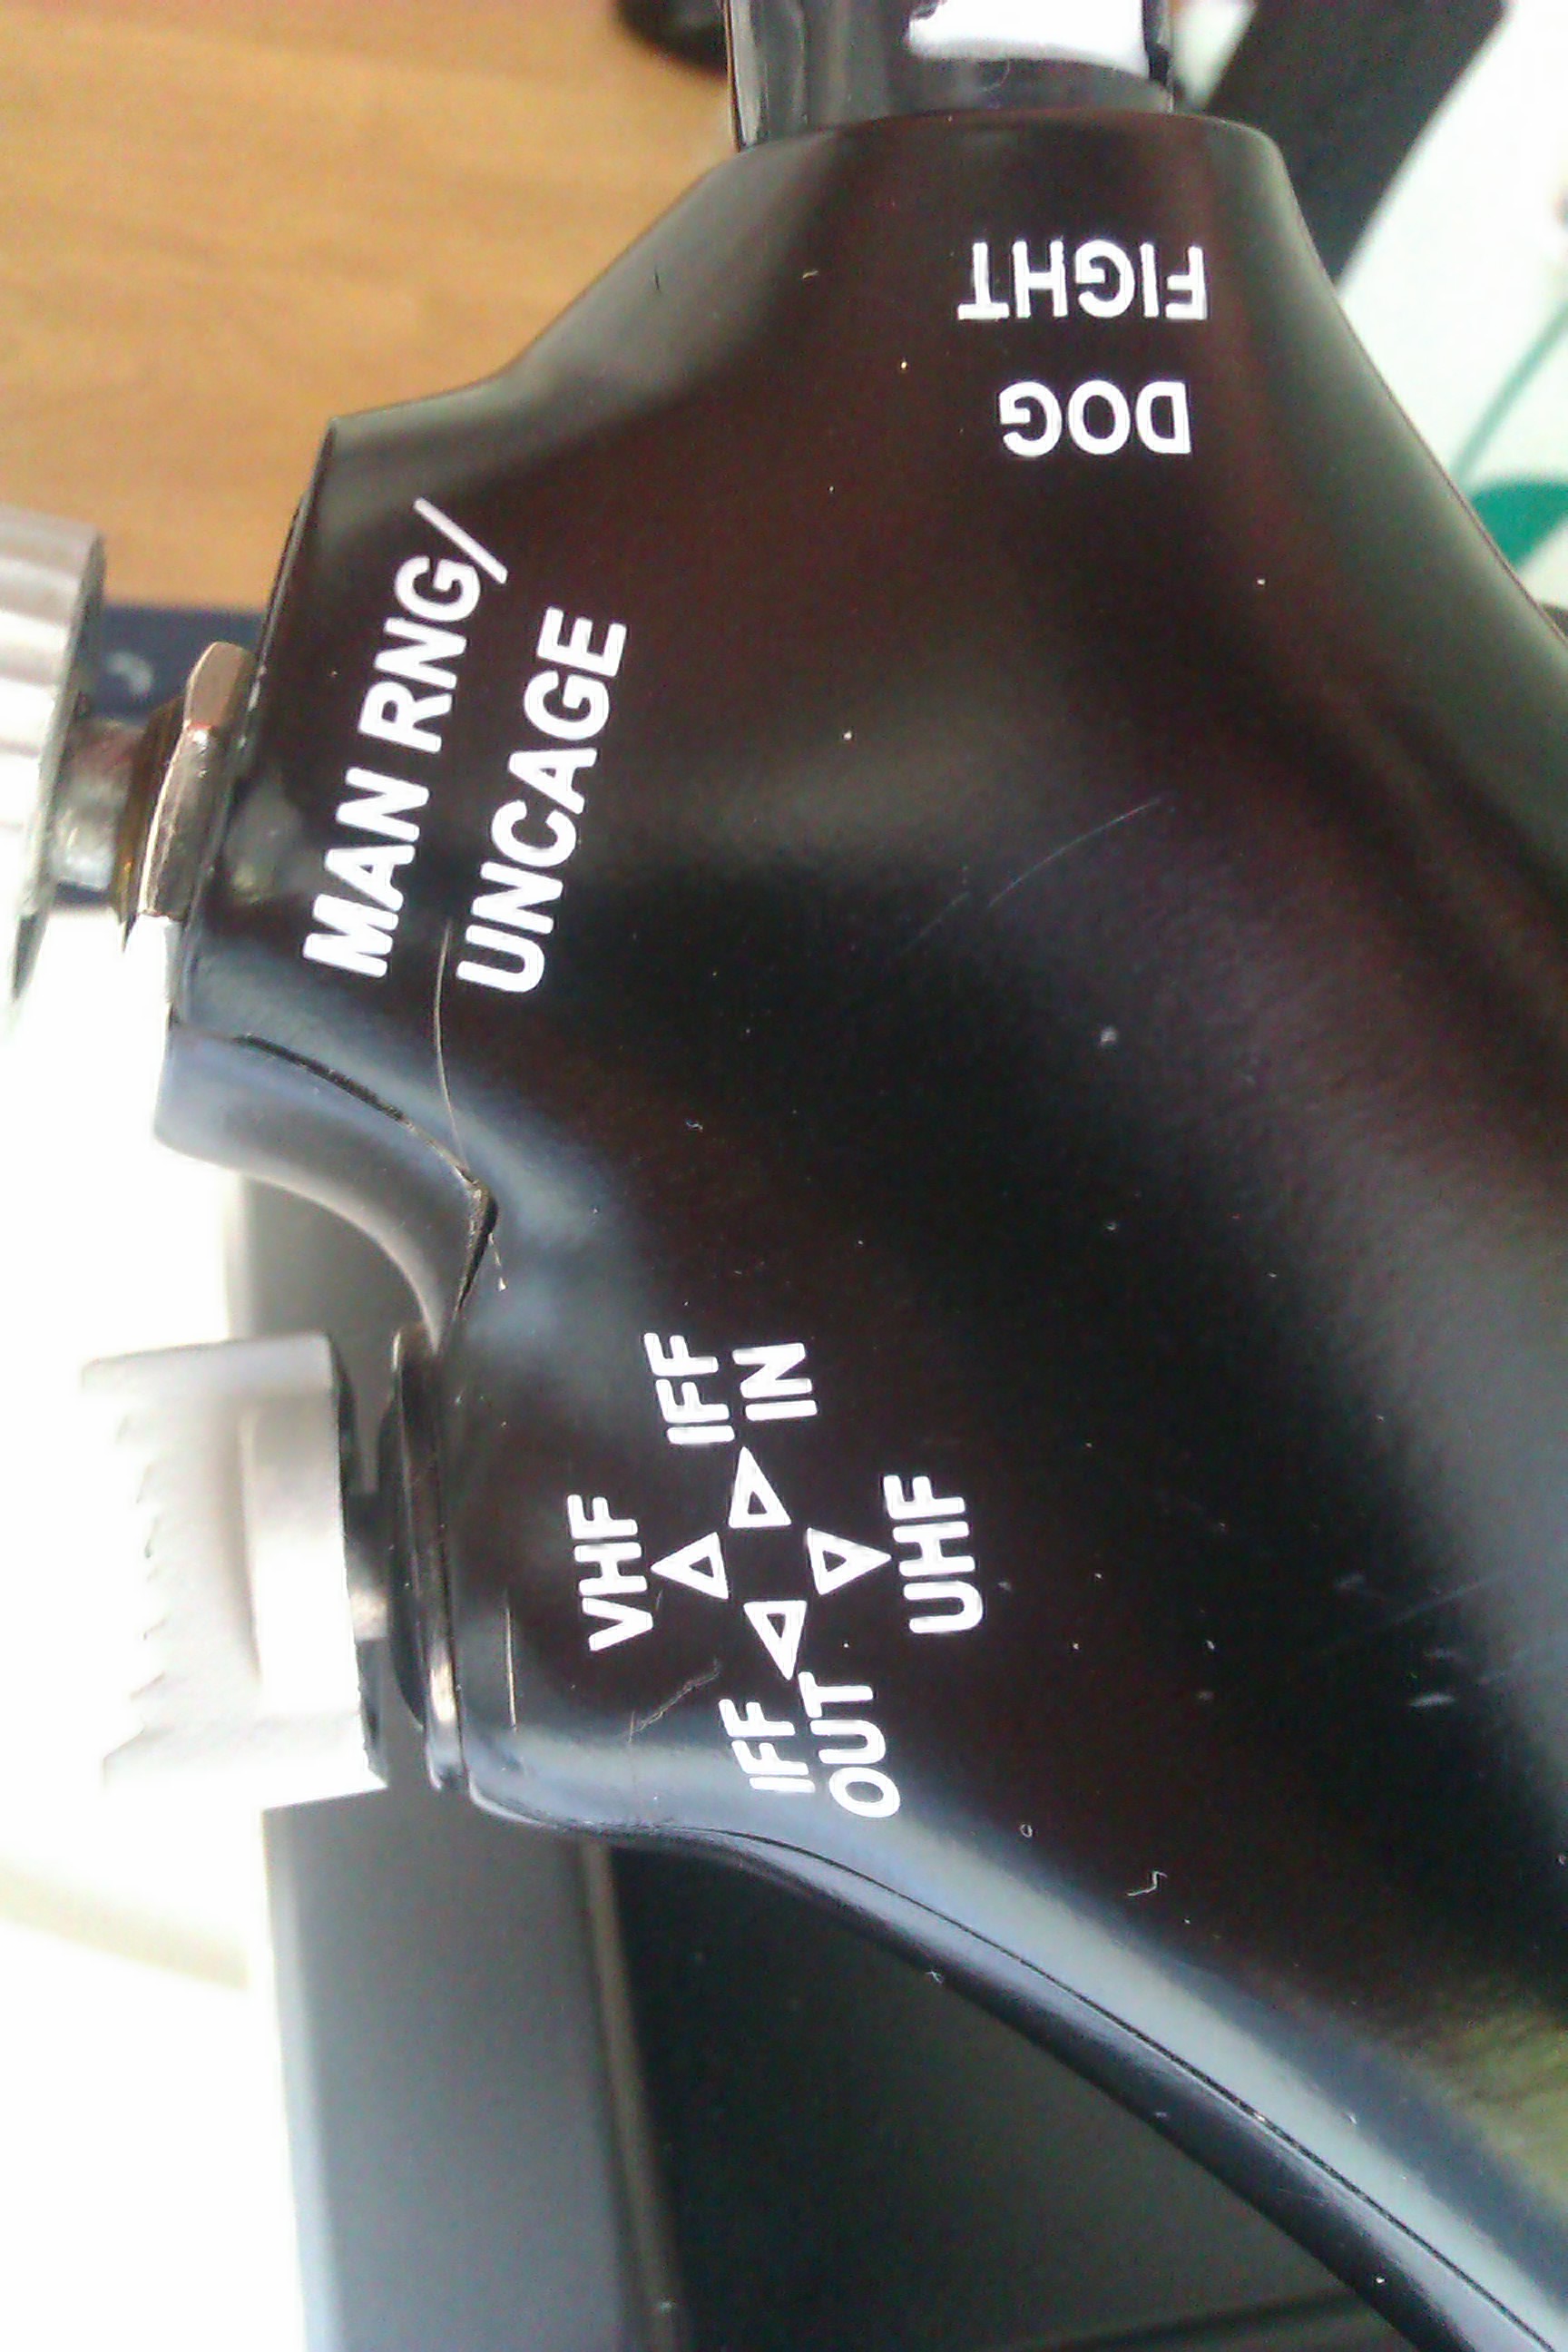 DOG
FIGHT
MAN RNG/
UNCAGE
VHF
IFF
IN
IFF
OUT
UHF